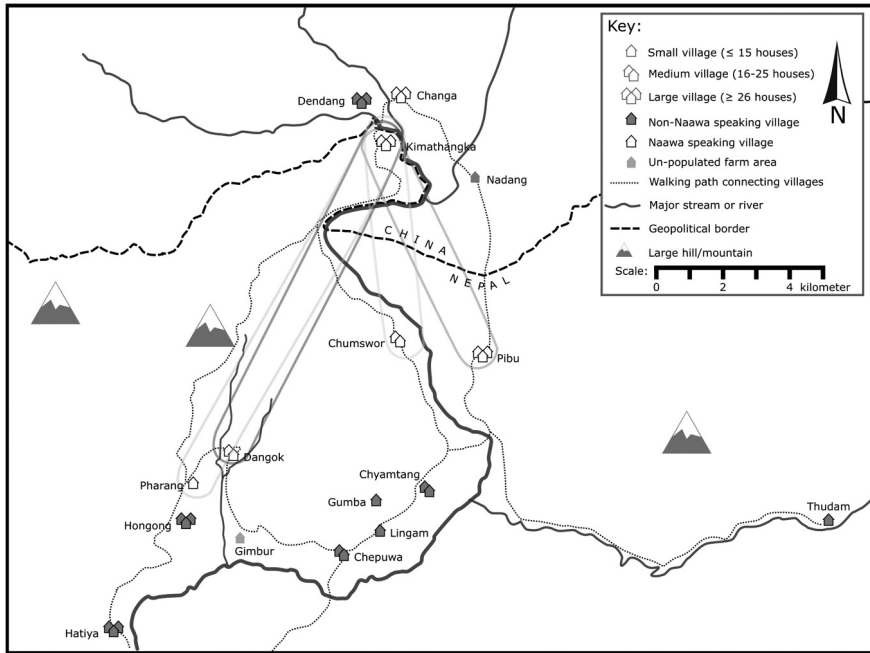 Key:
Small village (≤ 15 houses)
Medium village (16-25 houses)
Large village (≥ 26 houses)
Non-Naawa speaking village
Naawa speaking village
Un-populated farm area
Walking path connecting villages
Major stream or river
Geopolitical border
Large hill/mountain
Scale:
0 2 4 kilometer
N
Dendang
Changa
Kimathangka
Nadang
CHINA
NEPAL
Chumswor
Pibu
Dangok
Pharang
Chyamtang
Gumba
Hongong
Lingam
Thudam
Gimbur
Chepuwa
Hatiya